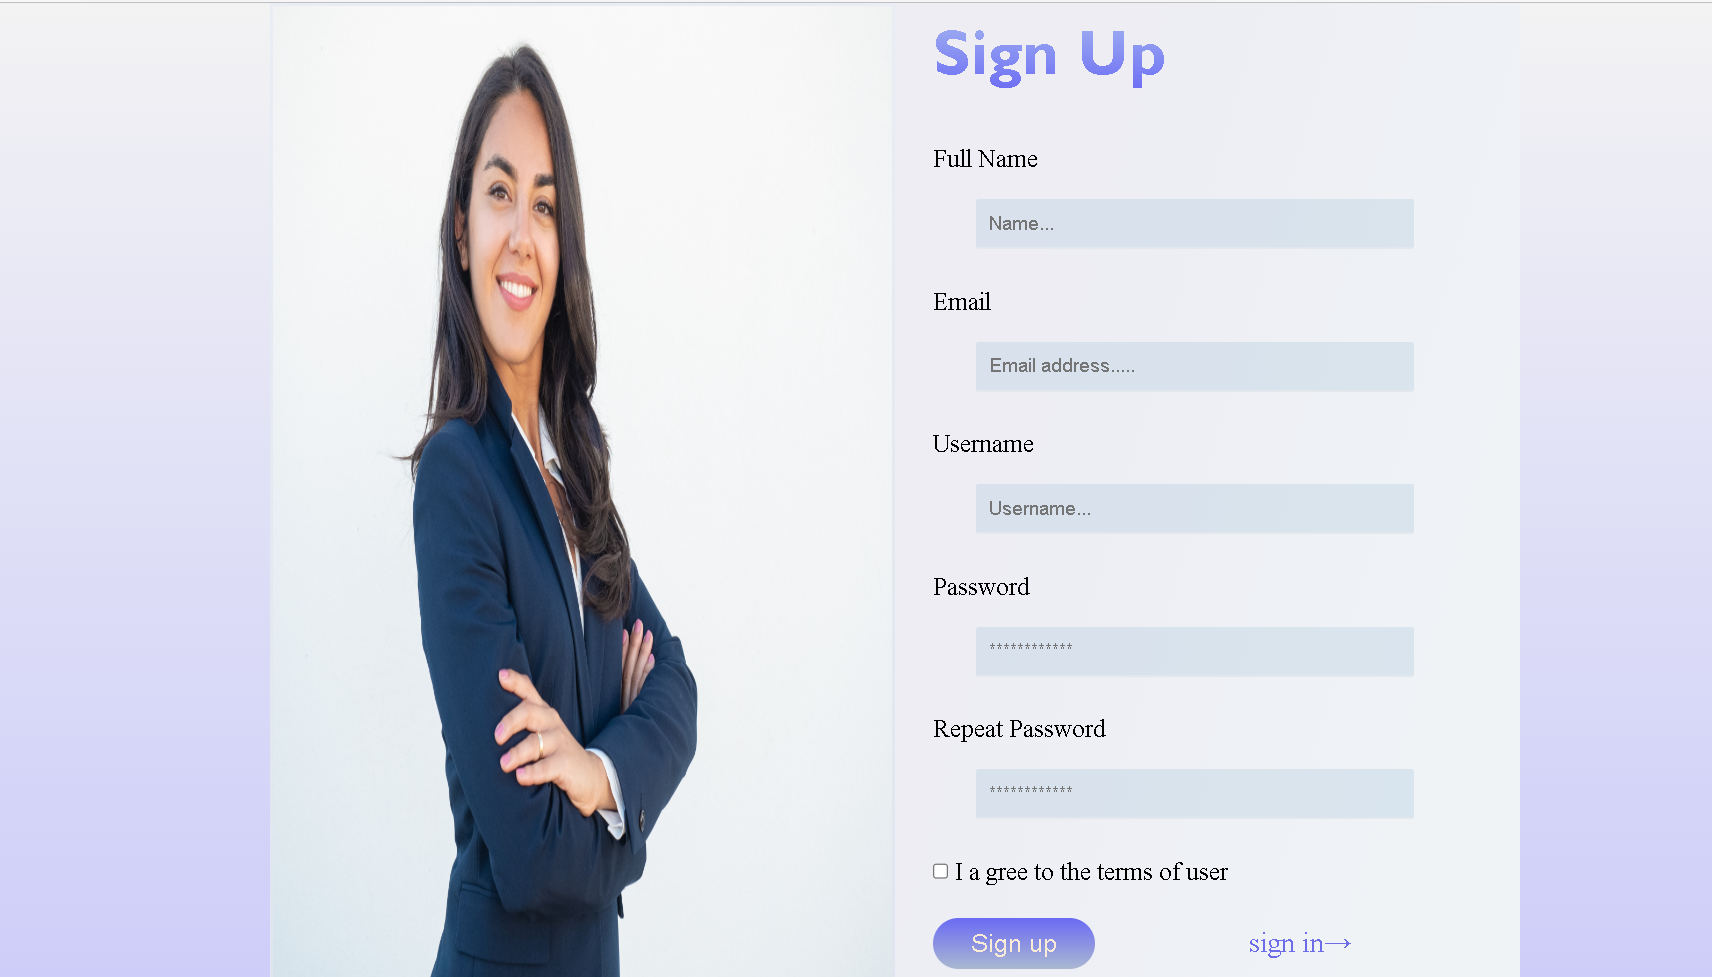 Sign Up
Full Name
Name...
Email
Email address.....
Username
Username...
Password
************
Repeat Password
************
I a gree to the terms of user
Sign up
sign in→